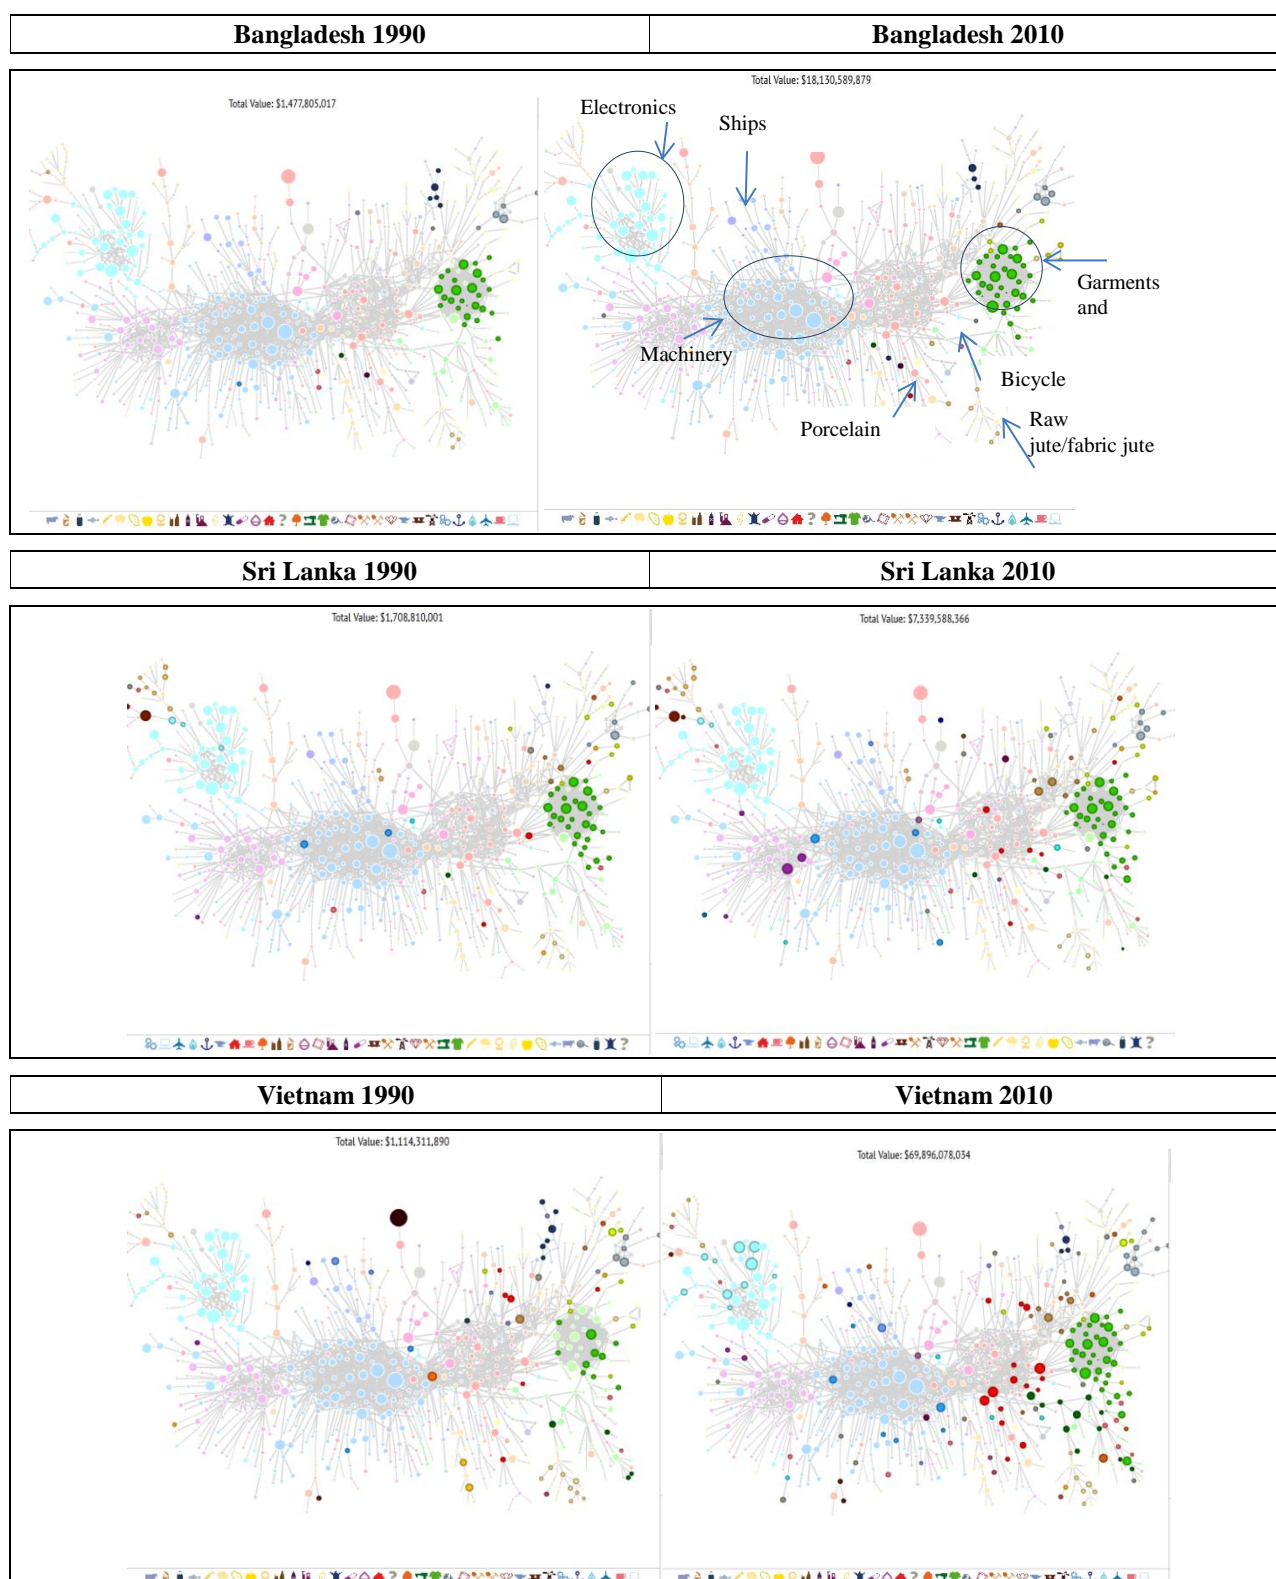 Bangladesh 1990
Bangladesh 2010
Total Value: $1,477,805,017
Total Value: $18,130,589,879
Electronics
Ships
Garments
and
Machinery
Bicycle
Porcelain
Raw
jute/fabric jute
Sri Lanka 1990
Sri Lanka 2010
Total Value: $1,708,810,001
Total Value: $7,339,588,366
Vietnam 1990
Vietnam 2010
Total Value: $1,114,311,890
Total Value: $69,896,078,034